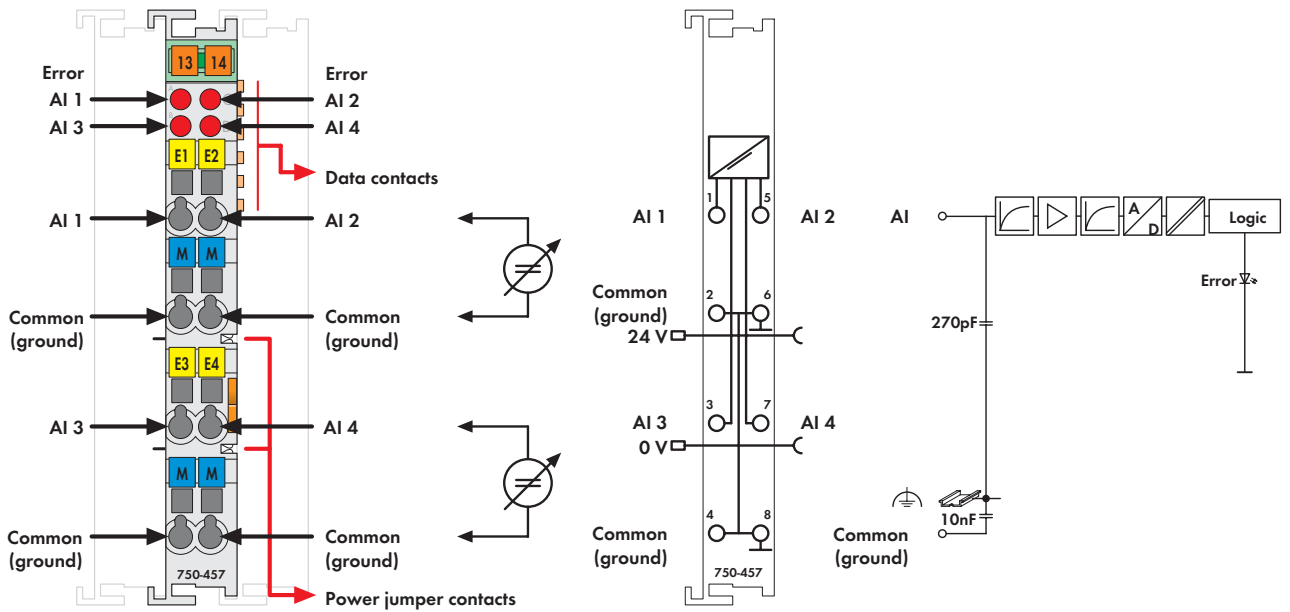 13 14
Error Error
AI 1 AI 2
AI 3 AI 4
E1 E2
Data contacts
AI 1 AI 2
M M
Common (ground) Common (ground)
E3 E4
AI 3 AI 4
M M
Common (ground) Common (ground)
750-457
Power jumper contacts
1 5
AI 1 AI 2
2 6
Common (ground)
24 V
3 7
AI 3 AI 4
0 V
4 8
Common (ground)
750-457
AI
A D
Logic
Error
270pF
10nF
Common (ground)